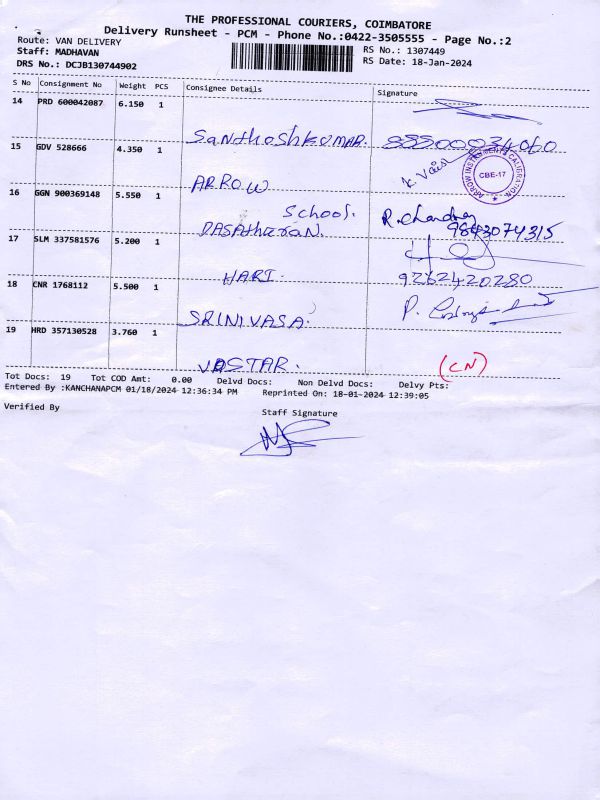 THE PROFESSIONAL COURIERS, COIMBATORE
Delivery Runsheet - PCM - Phone No.:0422-3505555 - Page No.:2
Route: VAN DELIVERY
RS No.: 1307449
Staff: MADHAVAN
RS Date: 18-Jan-2024
DRS No.: DCJB130744902
S No Consignment No Weight PCS Consignee Details Signature
14 PRD 600042087 6.150 1
Santhoshkumar.
15 GDV 528666 4.350 1
ARROW
ARROW INSTRUMENTS CALIBRATION
CBE-17
16 GGN 900369148 5.550 1
School. R. Chandra
DASAtharaN. 9843074315
17 SLM 337581576 5.200 1
HARI. 9262420280
18 CNR 1768112 5.500 1
SRINIVASA. P.
19 HRD 357130528 3.760 1
VASTAR. (CN)
Tot Docs: 19 Tot COD Amt: 0.00 Delvd Docs: Non Delvd Docs: Delvy Pts:
Entered By :KANCHANAPCM 01/18/2024 12:36:34 PM Reprinted On: 18-01-2024 12:39:05
Verified By
Staff Signature